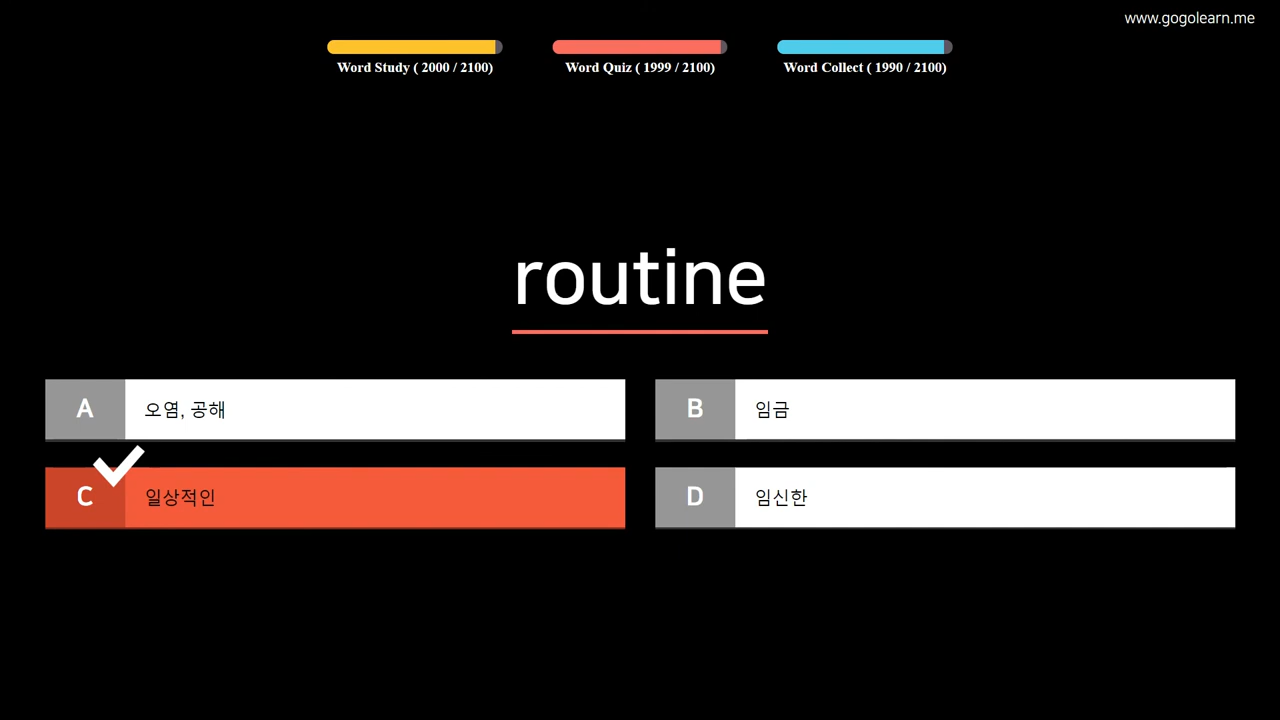 www.gogolearn.me
Word Study ( 2000 / 2100)
Word Quiz ( 1999 / 2100)
Word Collect ( 1990 / 2100)
routine
A 오염, 공해
B 임금
C 일상적인
D 임신한